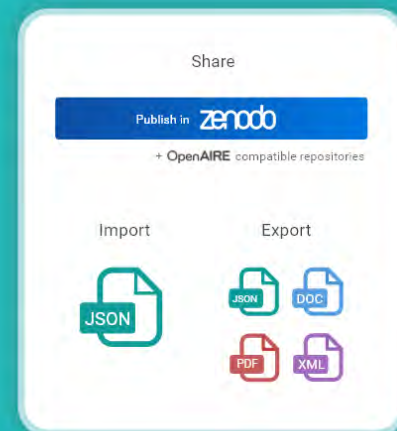 Share
Publish in zenodo
+ OpenAIRE compatible repositories
Import Export
JSON
JSON DOC
PDF XML